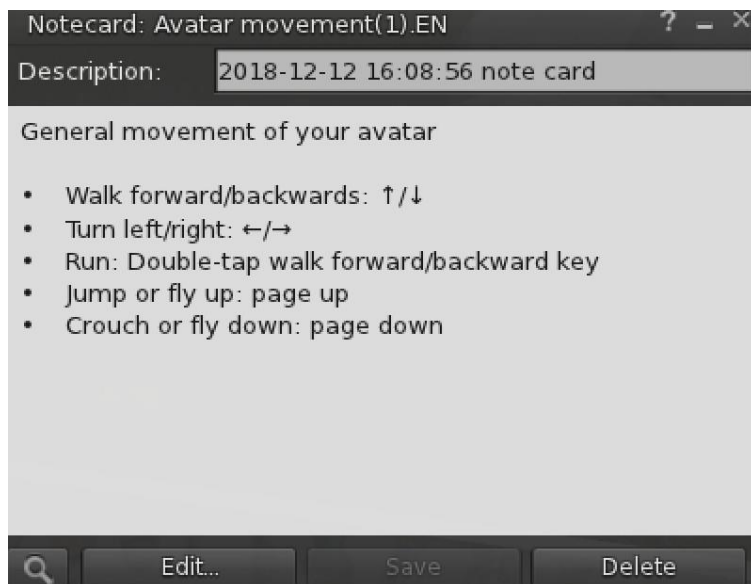 Notecard: Avatar movement(1).EN ? _ ×
Description: 2018-12-12 16:08:56 note card
General movement of your avatar
• Walk forward/backwards: ↑/↓
• Turn left/right: ←/→
• Run: Double-tap walk forward/backward key
• Jump or fly up: page up
• Crouch or fly down: page down
Edit... Save Delete